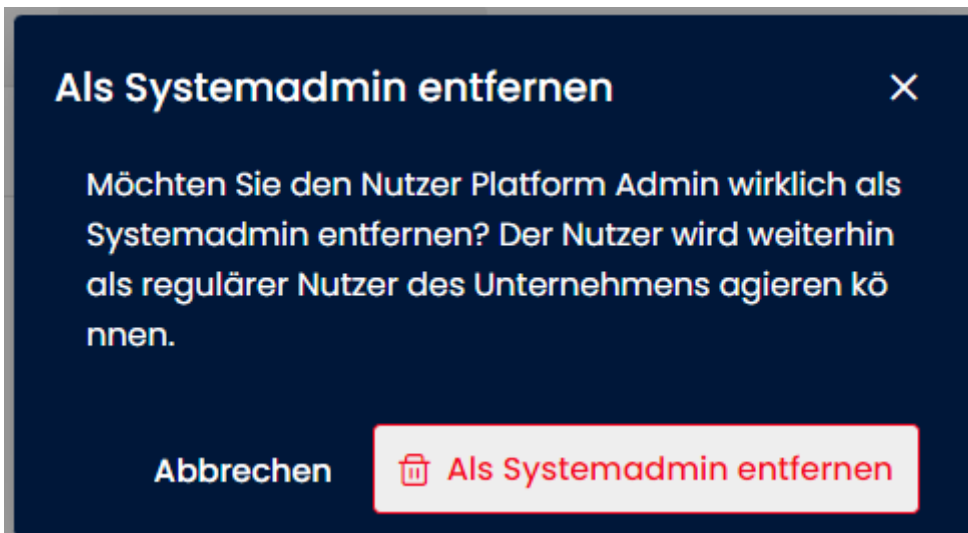 Als Systemadmin entfernen
Möchten Sie den Nutzer Platform Admin wirklich als
Systemadmin entfernen? Der Nutzer wird weiterhin
als regulärer Nutzer des Unternehmens agieren kö
nnen.
Abbrechen
Als Systemadmin entfernen